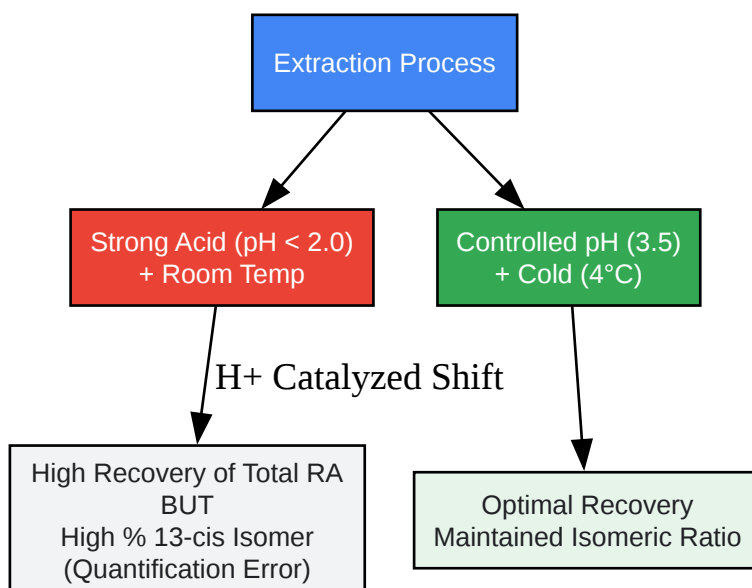 Extraction Process
Strong Acid (pH < 2.0)
+ Room Temp
Controlled pH (3.5)
+ Cold (4°C)
H+ Catalyzed Shift
High Recovery of Total RA
BUT
High % 13-cis Isomer
(Quantification Error)
Optimal Recovery
Maintained Isomeric Ratio